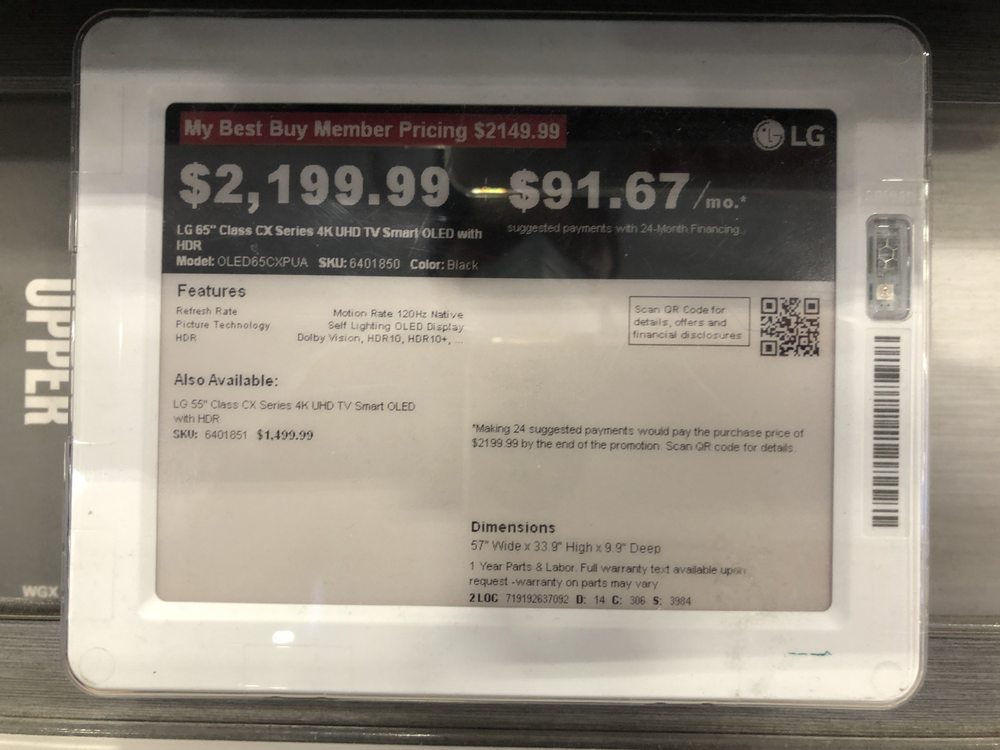 My Best Buy Member Pricing $2149.99
LG
$2,199.99
$91.67/mo.*
LG 65" Class CX Series 4K UHD TV Smart OLED with
HDR
suggested payments with 24-Month Financing
Model: OLED65CXPUA SKU: 6401850 Color: Black
Features
Refresh Rate Motion Rate 120Hz Native
Picture Technology Self Lighting OLED Display
HDR Dolby Vision, HDR10, HDR10+, ...
Scan QR Code for
details, offers and
financial disclosures
Also Available:
LG 55" Class CX Series 4K UHD TV Smart OLED
with HDR
SKU: 6401851 $1,499.99
*Making 24 suggested payments would pay the purchase price of
$2199.99 by the end of the promotion. Scan QR code for details.
Dimensions
57" Wide x 33.9" High x 9.9" Deep
1 Year Parts & Labor. Full warranty text available upon
request -warranty on parts may vary
2 LOC 719192637092 D: 14 C: 306 S: 3984
UPPER
WGX